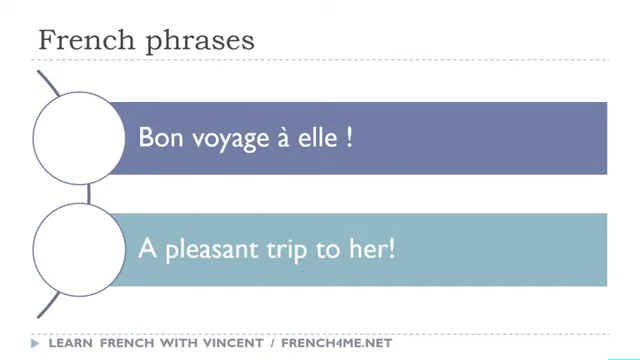 French phrases
Bon voyage à elle !
A pleasant trip to her!
LEARN FRENCH WITH VINCENT / FRENCH4ME.NET